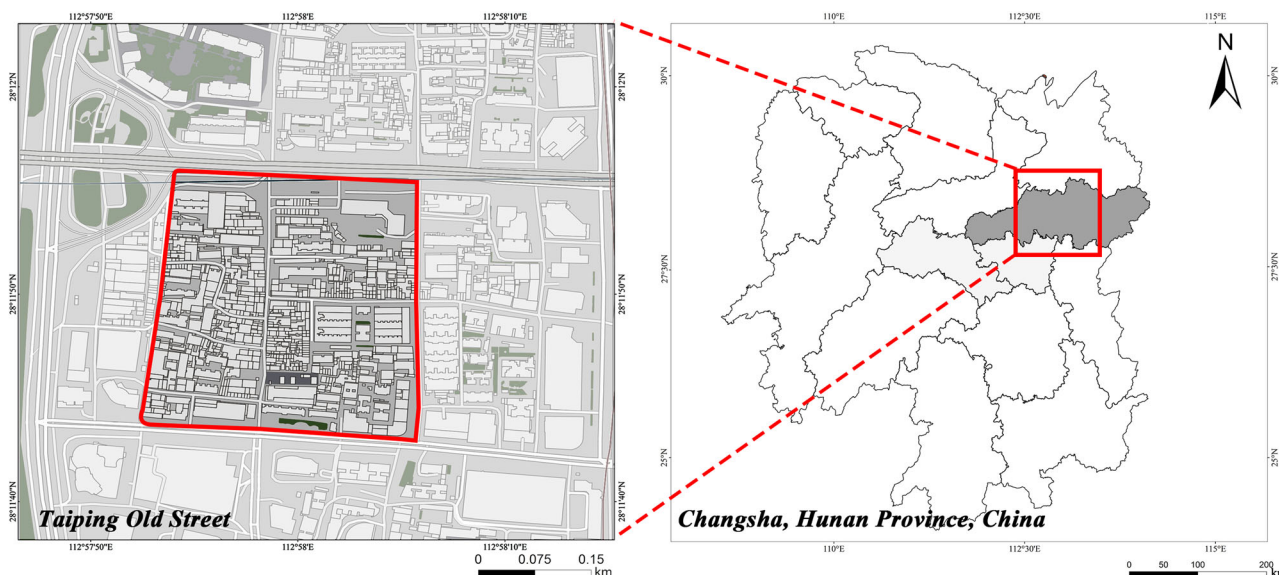 112°57'50"E 112°58'E 112°58'10"E
110°E 112°30'E 115°E
N
28°12'N 28°12'N
30°N 30°N
28°11'50"N 28°11'50"N
27°30'N 27°30'N
25°N 25°N
28°11'40"N 28°11'40"N
Taiping Old Street
Changsha, Hunan Province, China
112°57'50"E 112°58'E 112°58'10"E
110°E 112°30'E 115°E
0 0.075 0.15
km
0 50 100 200